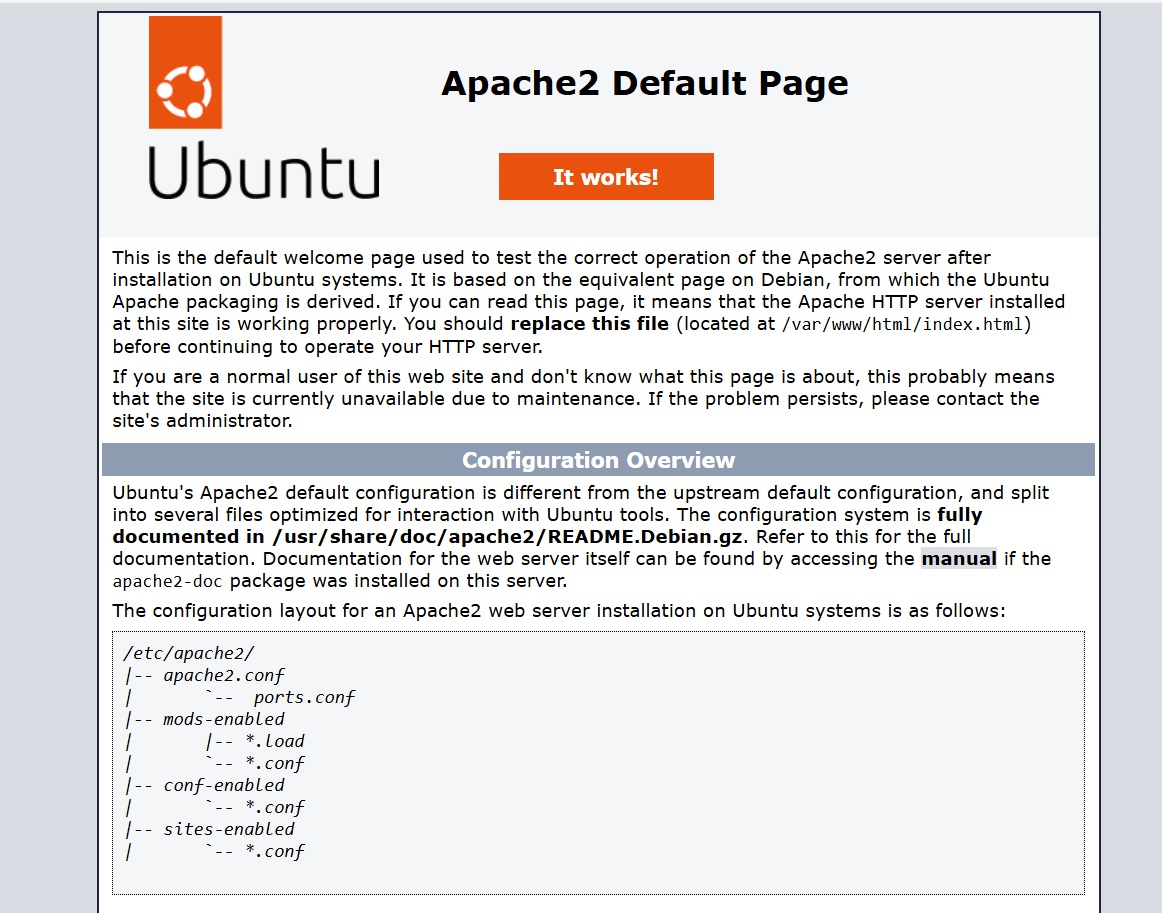 Ubuntu
Apache2 Default Page
It works!
This is the default welcome page used to test the correct operation of the Apache2 server after
installation on Ubuntu systems. It is based on the equivalent page on Debian, from which the Ubuntu
Apache packaging is derived. If you can read this page, it means that the Apache HTTP server installed
at this site is working properly. You should replace this file (located at /var/www/html/index.html)
before continuing to operate your HTTP server.
If you are a normal user of this web site and don't know what this page is about, this probably means
that the site is currently unavailable due to maintenance. If the problem persists, please contact the
site's administrator.
Configuration Overview
Ubuntu's Apache2 default configuration is different from the upstream default configuration, and split
into several files optimized for interaction with Ubuntu tools. The configuration system is fully
documented in /usr/share/doc/apache2/README.Debian.gz. Refer to this for the full
documentation. Documentation for the web server itself can be found by accessing the manual if the
apache2-doc package was installed on this server.
The configuration layout for an Apache2 web server installation on Ubuntu systems is as follows:
/etc/apache2/
|-- apache2.conf
|       `--  ports.conf
|-- mods-enabled
|       |-- *.load
|       `-- *.conf
|-- conf-enabled
|       `-- *.conf
|-- sites-enabled
|       `-- *.conf